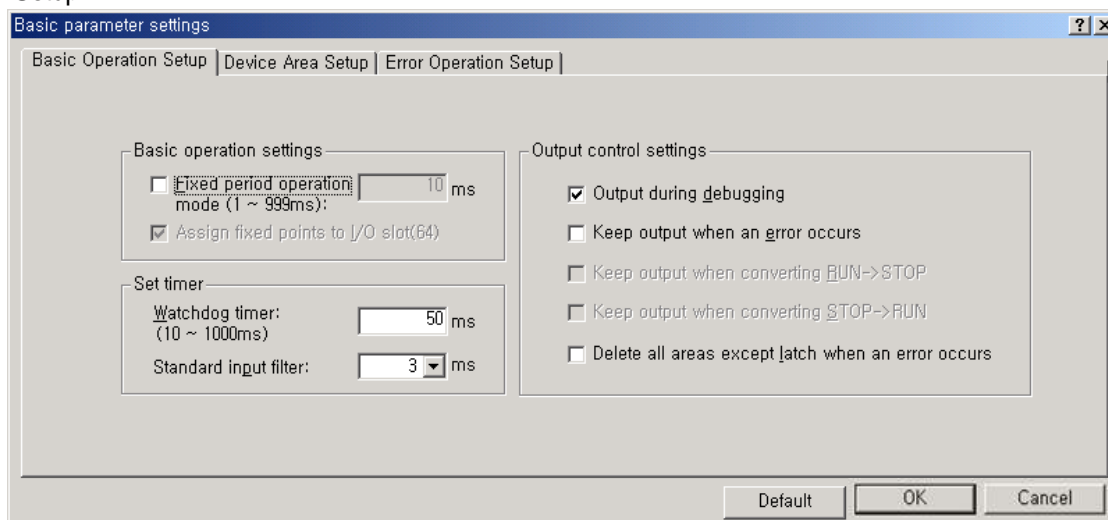 Basic parameter settings
Basic Operation Setup
Device Area Setup
Error Operation Setup
Basic operation settings
Fixed period operation
mode (1 ~ 999ms):
10 ms
Assign fixed points to I/O slot(64)
Set timer
Watchdog timer:
(10 ~ 1000ms)
50 ms
Standard input filter:
3 ms
Output control settings
Output during debugging
Keep output when an error occurs
Keep output when converting RUN->STOP
Keep output when converting STOP->RUN
Delete all areas except latch when an error occurs
Default
OK
Cancel